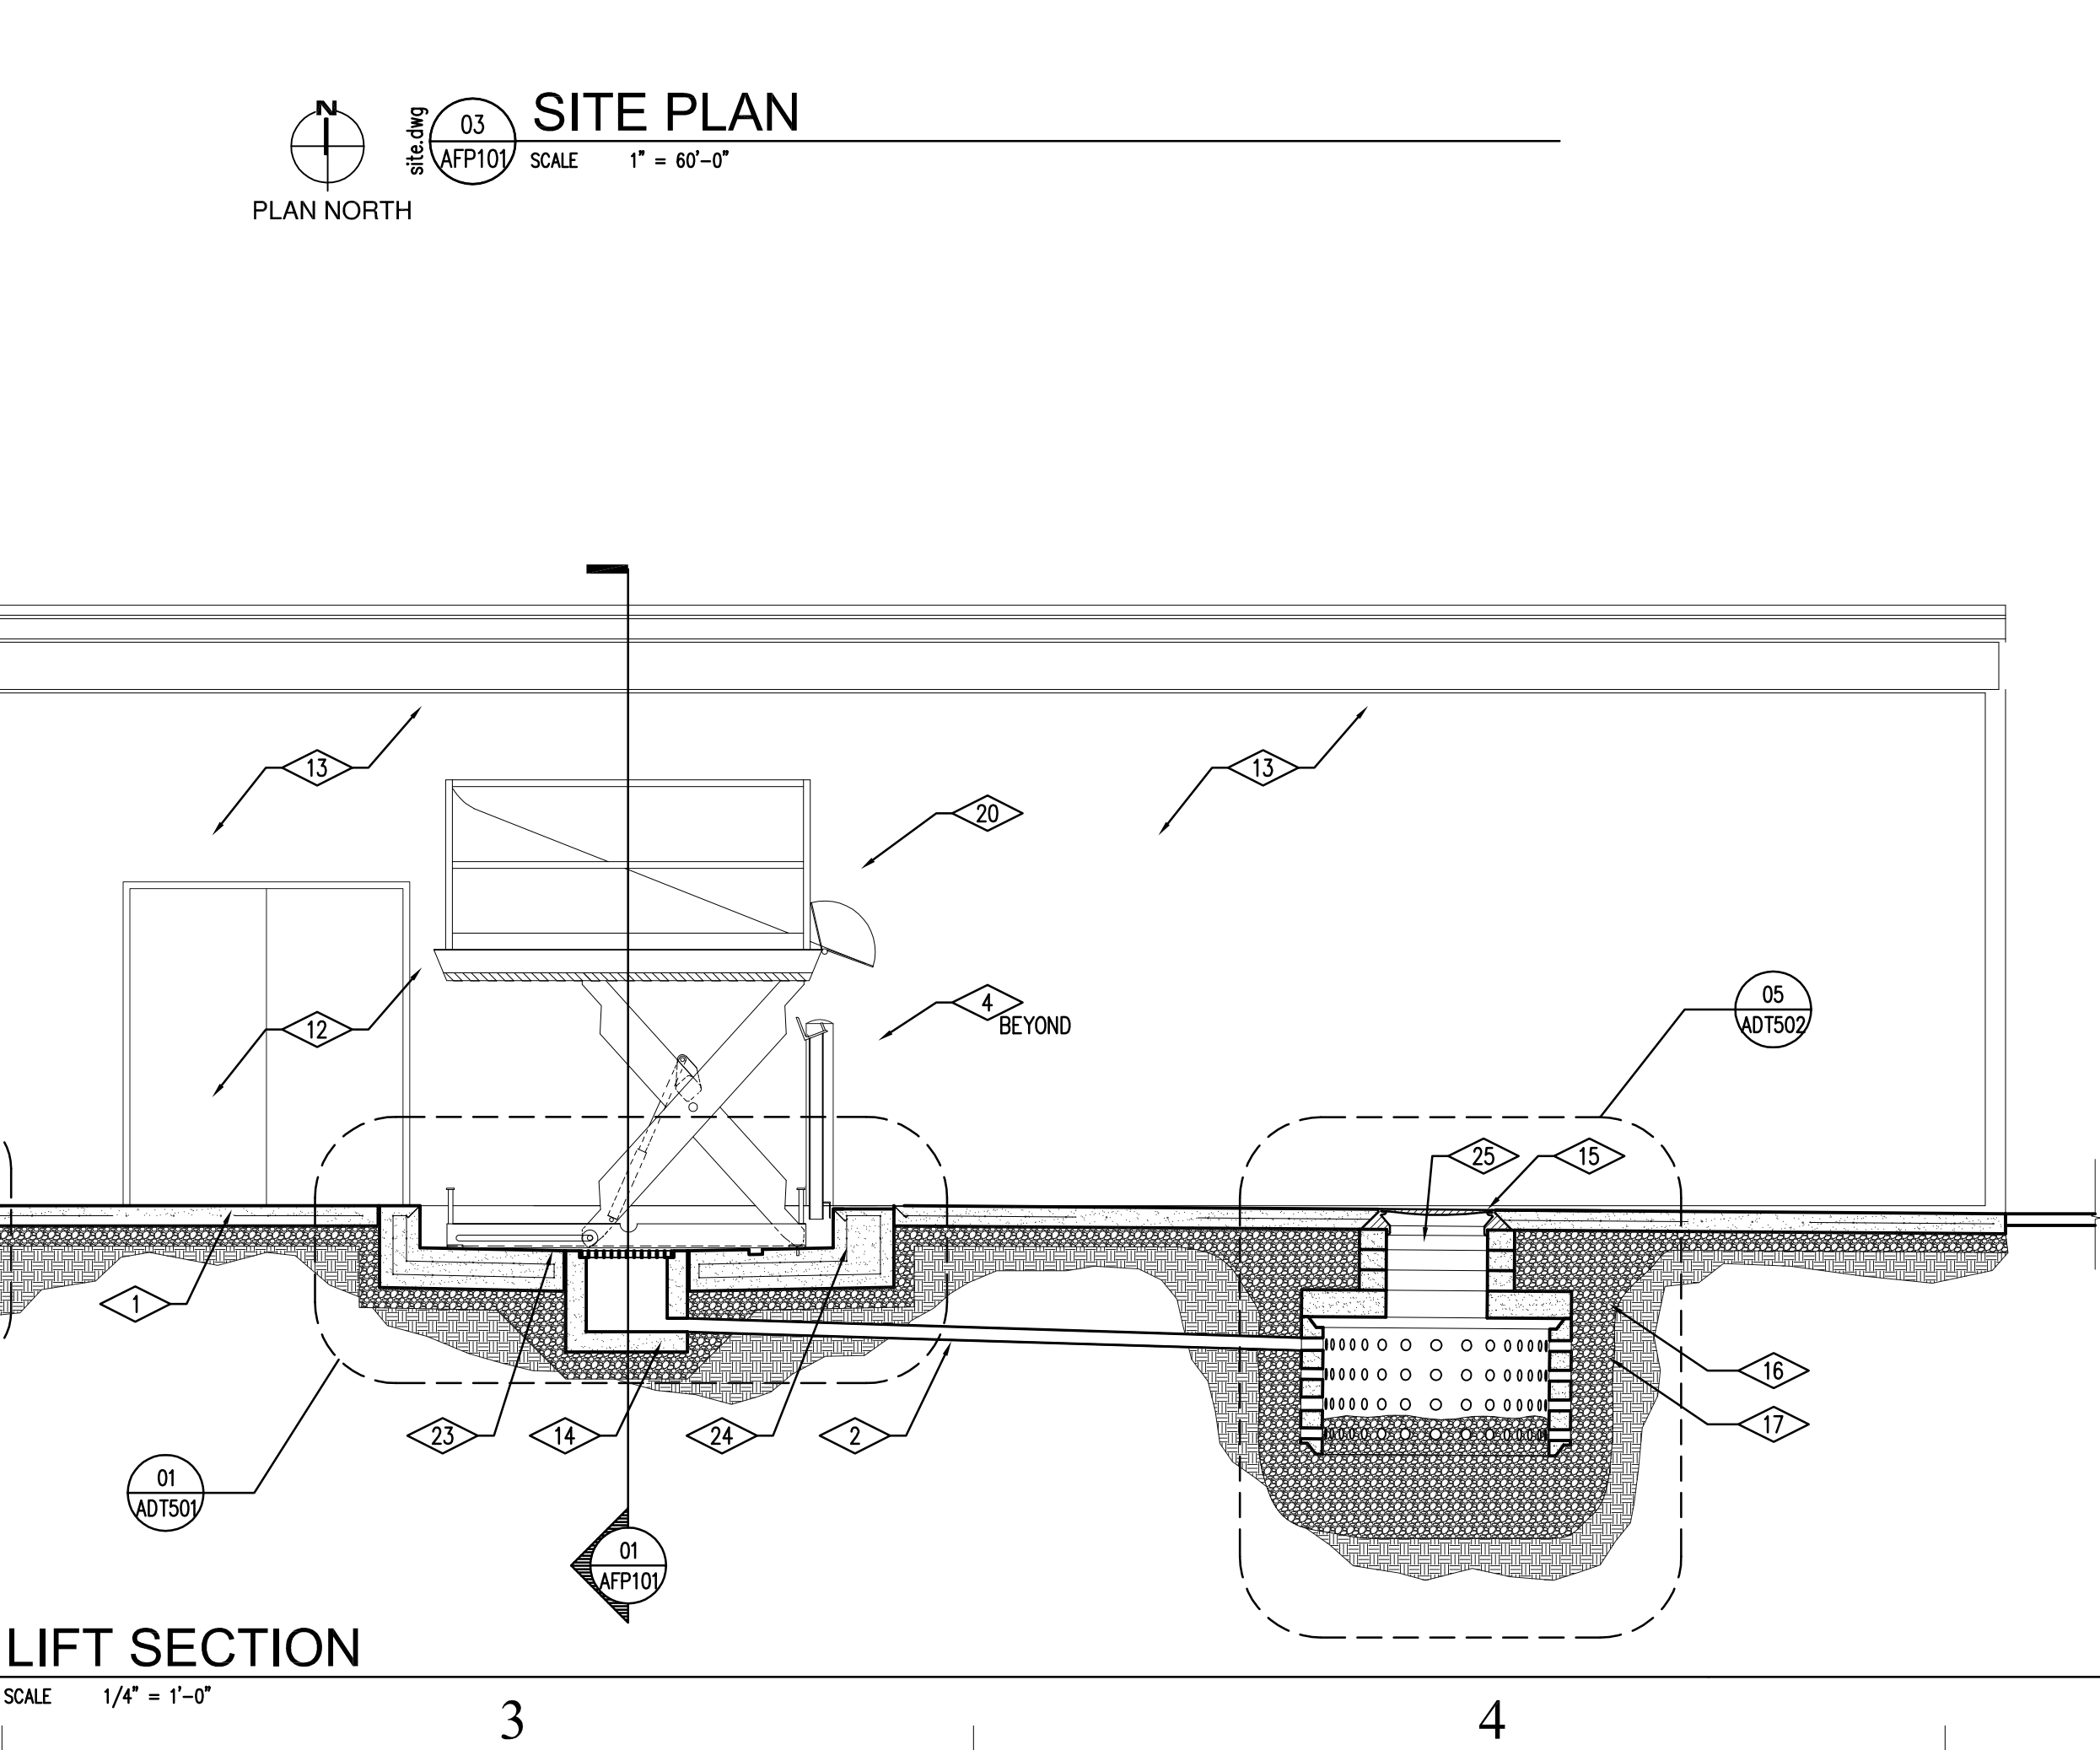 N
PLAN NORTH
site.dwg
03
AFP101
SITE PLAN
SCALE 1" = 60'-0"
13
13
20
12
4
BEYOND
05
ADT502
25
15
1
16
17
23
14
24
2
01
ADT501
01
AFP101
LIFT SECTION
SCALE 1/4" = 1'-0"
3
4